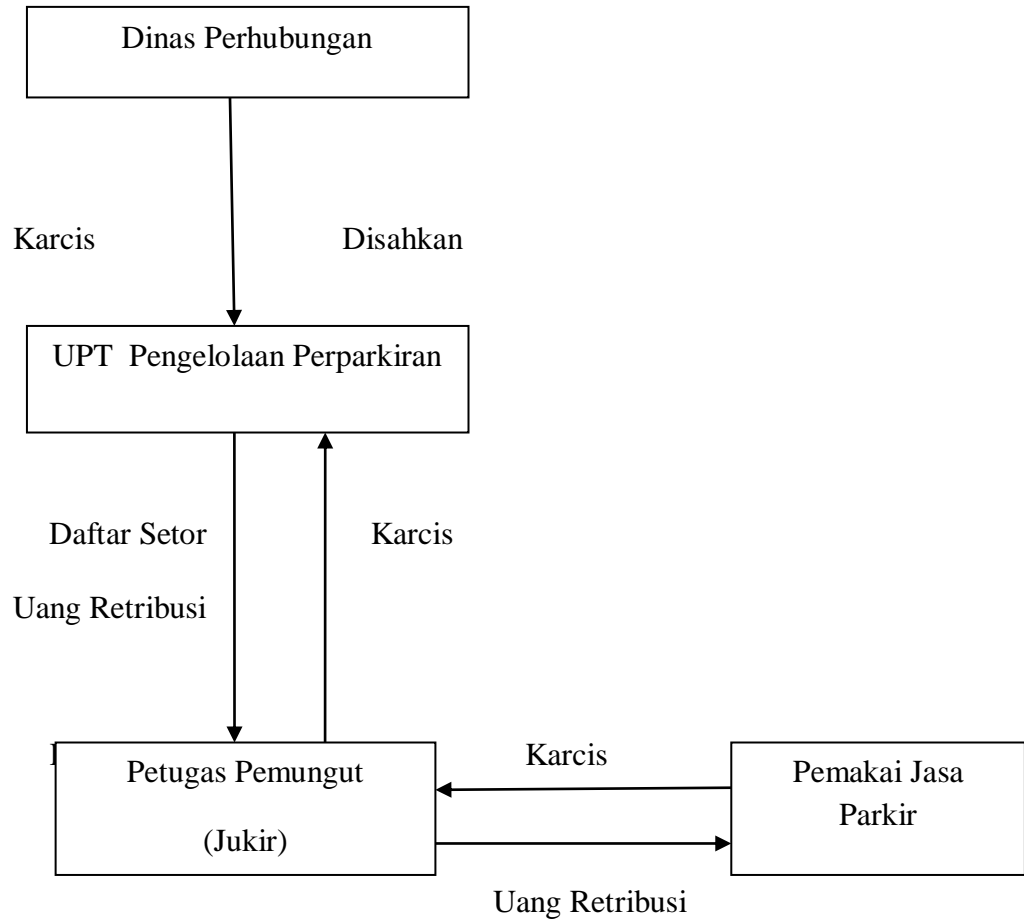 Dinas Perhubungan
Karcis Disahkan
UPT Pengelolaan Perparkiran
Daftar Setor Karcis
Uang Retribusi
Karcis
Petugas Pemungut
(Jukir)
Pemakai Jasa
Parkir
Uang Retribusi